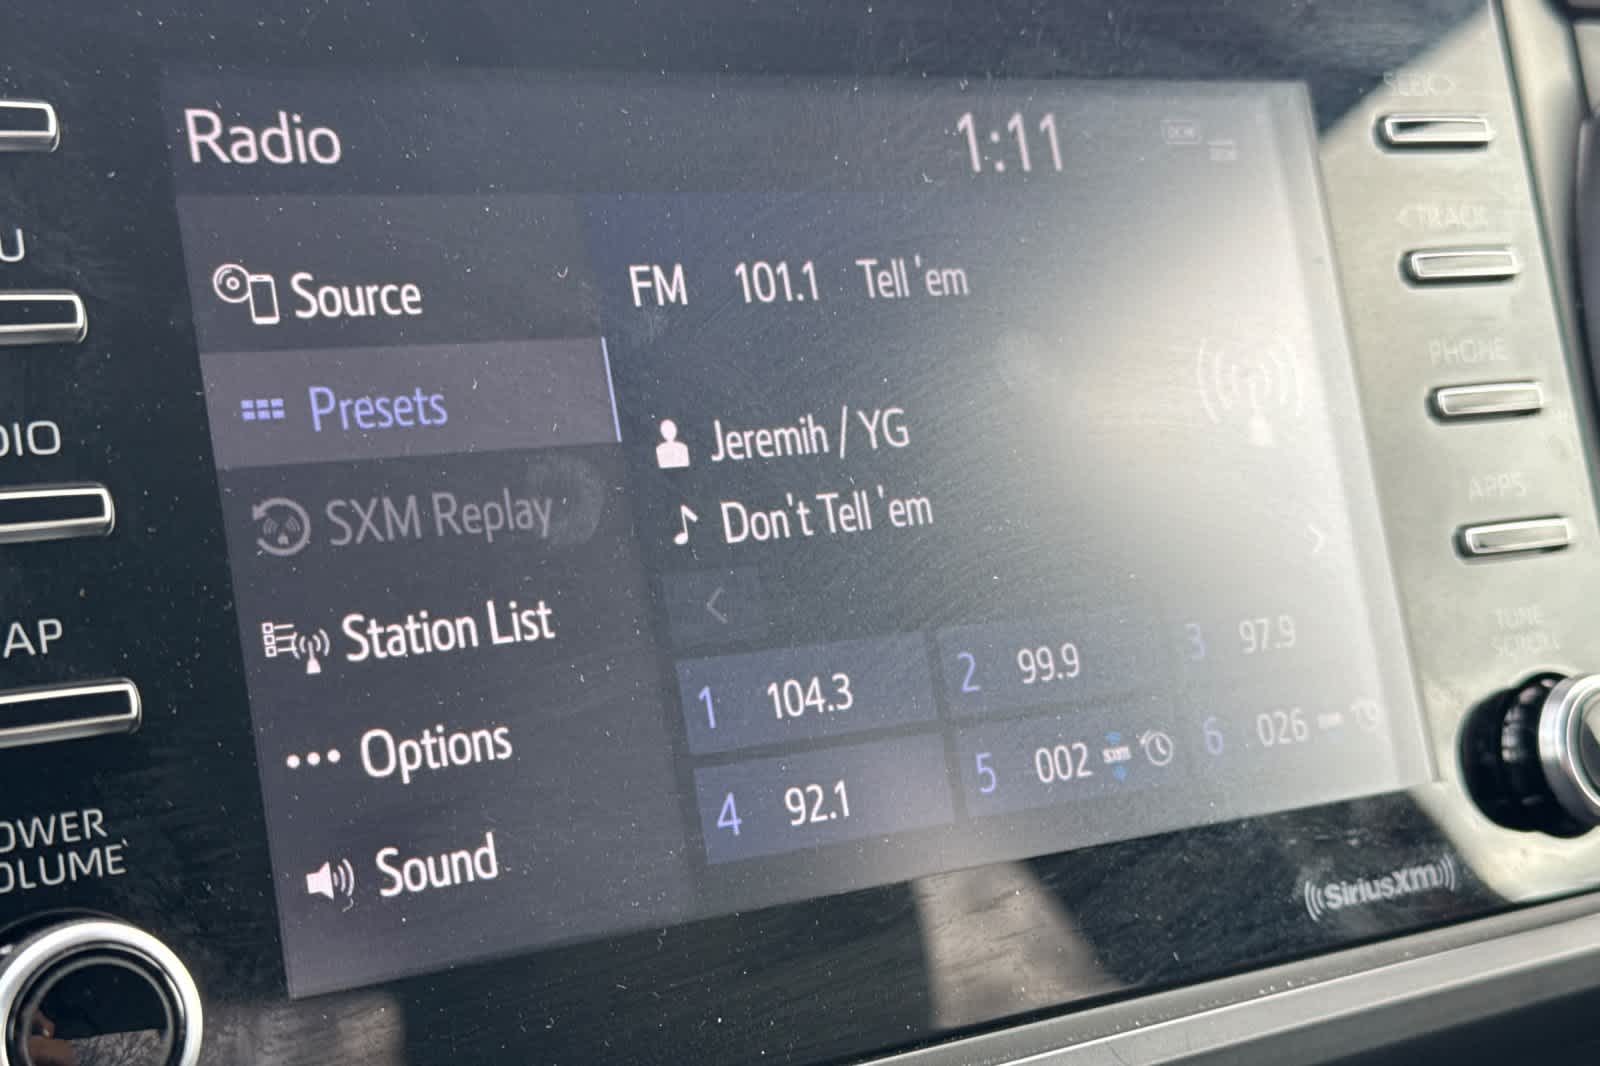 Radio 1:11
SEEK>
U
Source
FM 101.1 Tell 'em
<TRACK
Presets
Jeremih / YG
PHONE
DIO
SXM Replay
Don't Tell 'em
APPS
AP
Station List
TUNE
SCROLL
1 104.3
2 99.9
3 97.9
Options
4 92.1
5 002 sxm
6 026
OWER
OLUME
Sound
SiriusXm